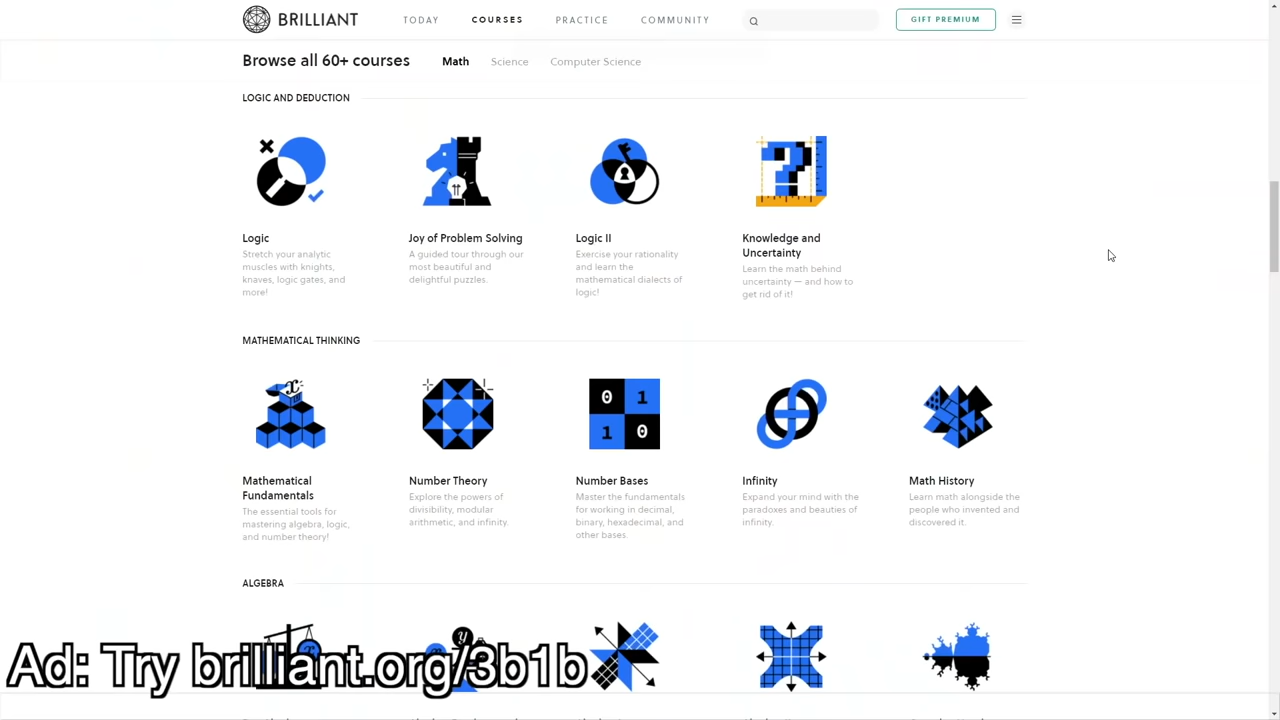 BRILLIANT TODAY COURSES PRACTICE COMMUNITY GIFT PREMIUM
Browse all 60+ courses Math Science Computer Science
LOGIC AND DEDUCTION
Logic
Stretch your analytic
muscles with knights,
knaves, logic gates, and
more!
Joy of Problem Solving
A guided tour through our
most beautiful and
delightful puzzles.
Logic II
Exercise your rationality
and learn the
mathematical dialects of
logic!
?
Knowledge and
Uncertainty
Learn the math behind
uncertainty — and how to
get rid of it!
MATHEMATICAL THINKING
x
Mathematical
Fundamentals
The essential tools for
mastering algebra, logic,
and number theory!
Number Theory
Explore the powers of
divisibility, modular
arithmetic, and infinity.
0 1
1 0
Number Bases
Master the fundamentals
for working in decimal,
binary, hexadecimal, and
other bases.
Infinity
Expand your mind with the
paradoxes and beauties of
infinity.
Math History
Learn math alongside the
people who invented and
discovered it.
ALGEBRA
y
Ad: Try brilliant.org/3b1b